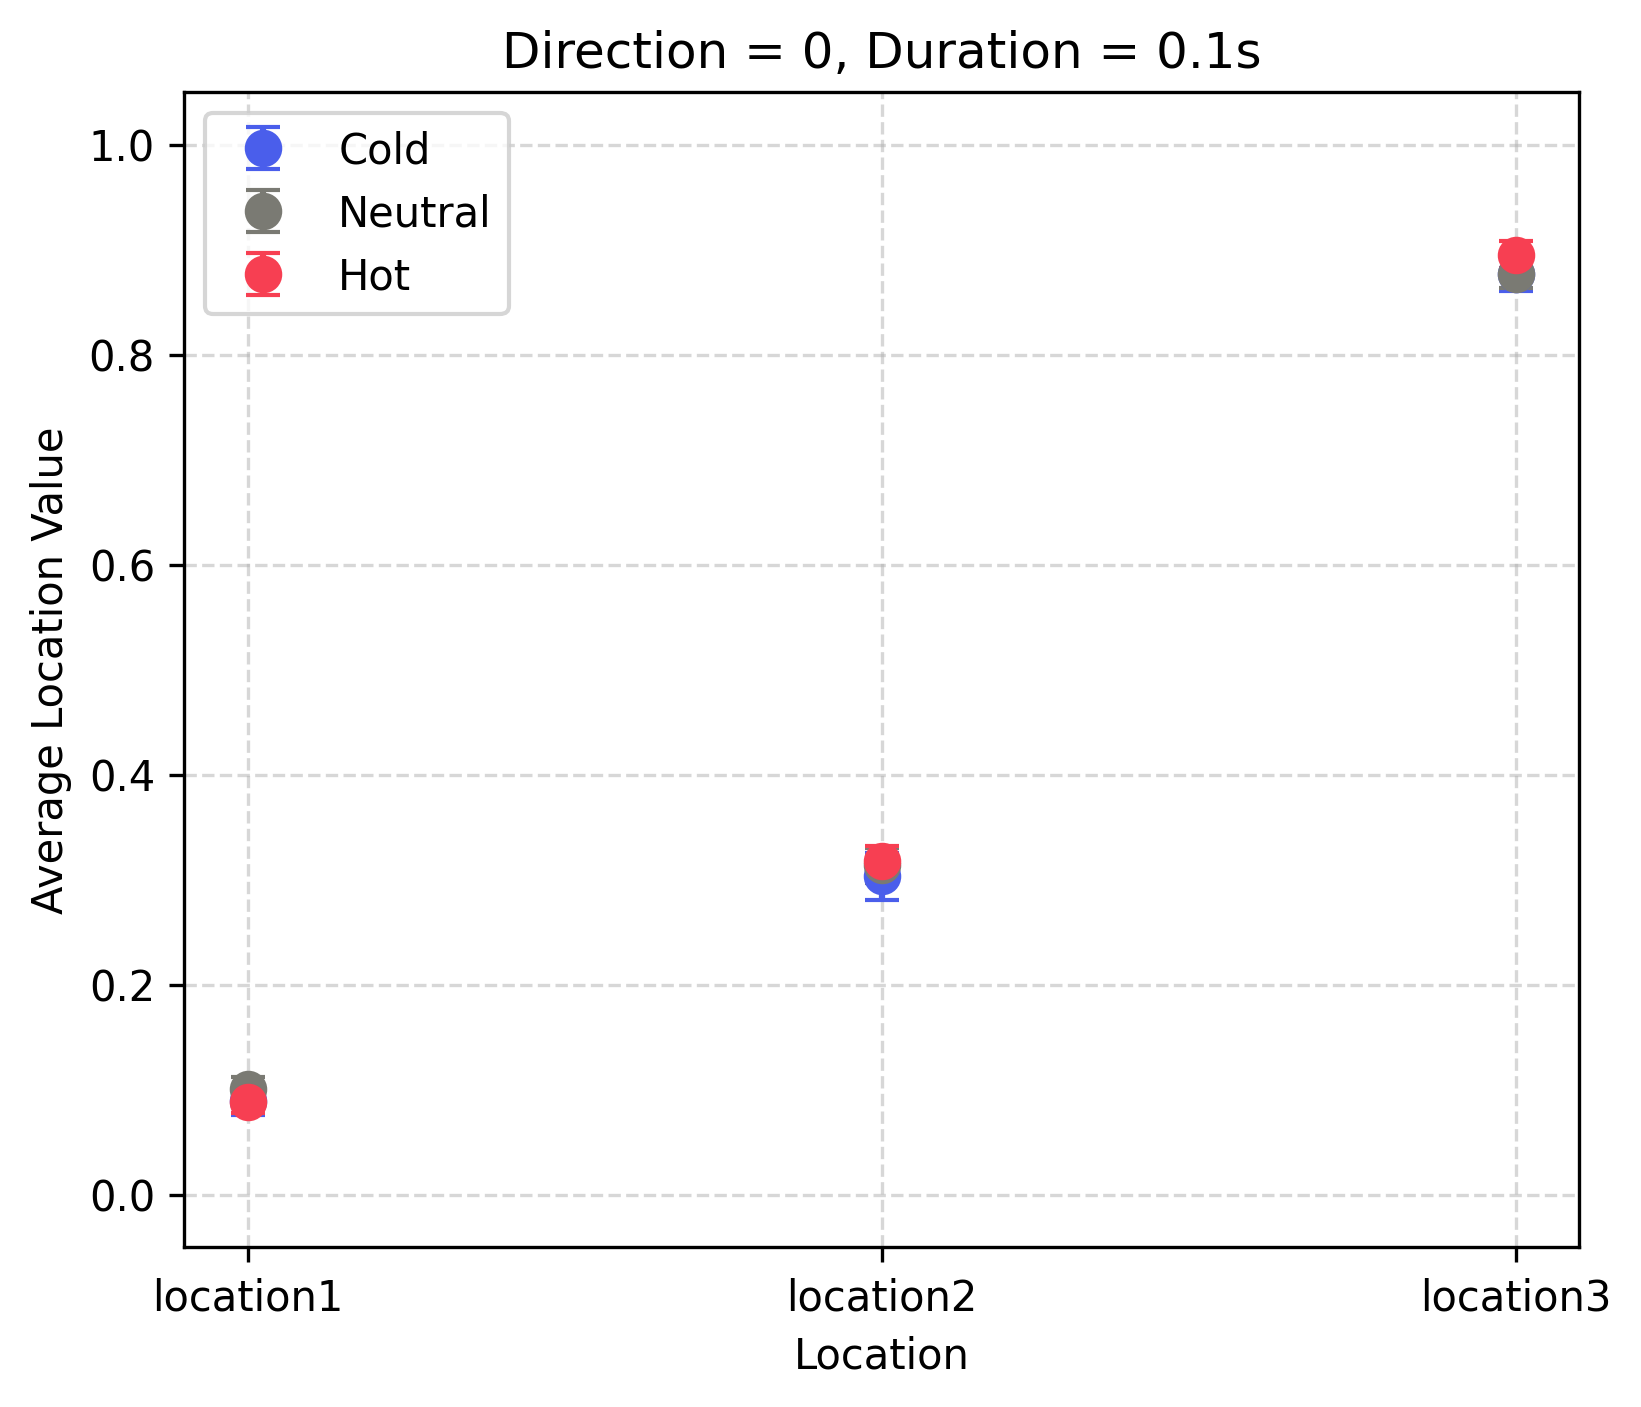 Direction = 0, Duration = 0.1s
Cold
Neutral
Hot
1.0
0.8
0.6
0.4
0.2
0.0
Average Location Value
location1
location2
location3
Location